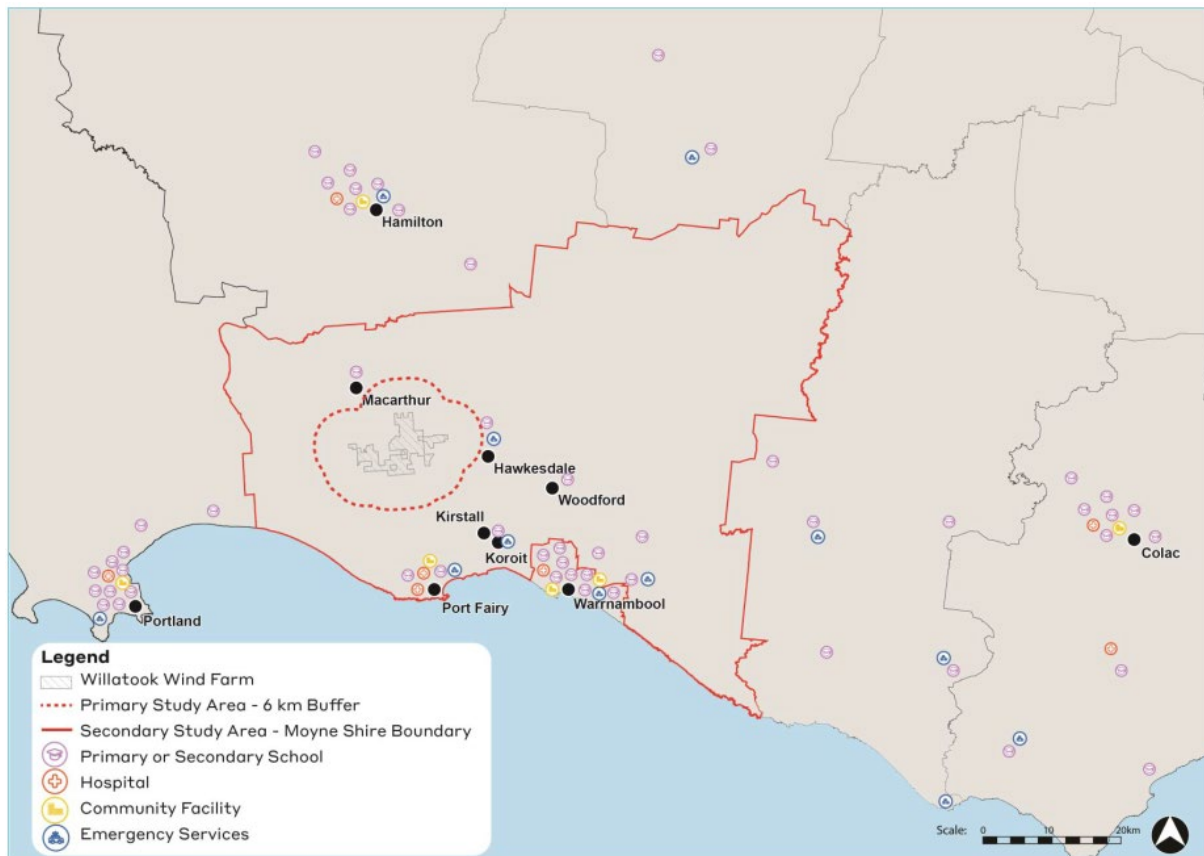 Hamilton
Macarthur
Hawkesdale
Woodford
Kirstall
Koroit
Port Fairy
Warrnambool
Portland
Colac
Legend
Willatook Wind Farm
Primary Study Area - 6 km Buffer
Secondary Study Area - Moyne Shire Boundary
Primary or Secondary School
Hospital
Community Facility
Emergency Services
Scale: 0 10 20km